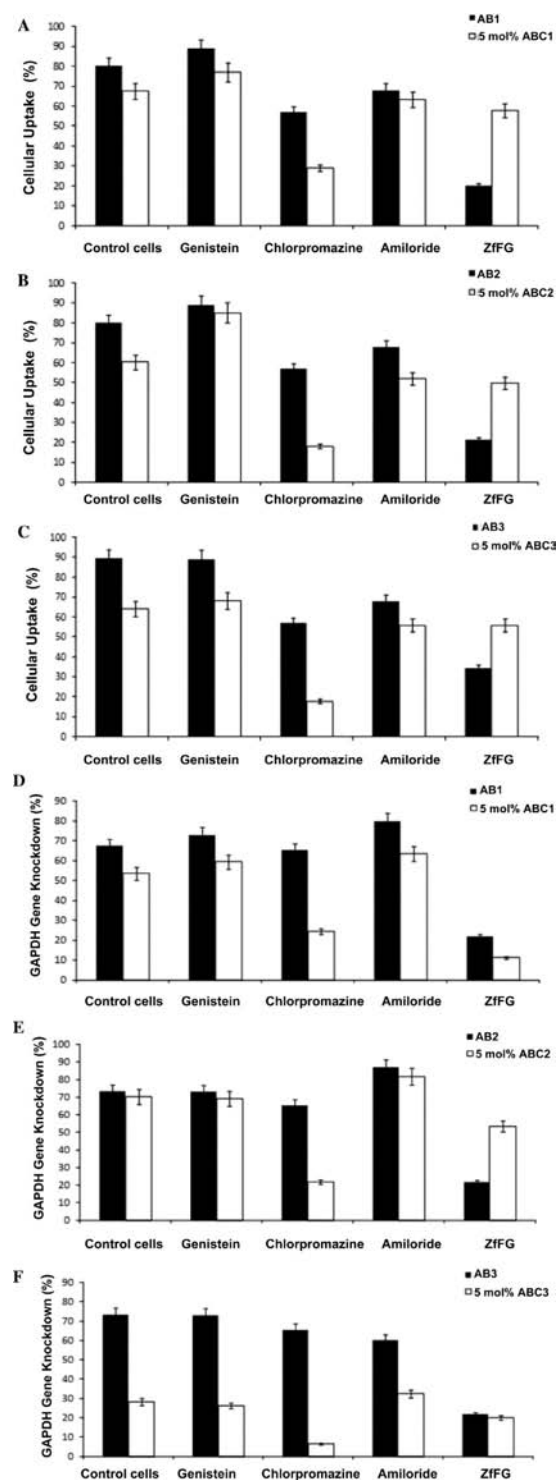 A
AB1
5 mol% ABC1
Cellular Uptake (%)
100
90
80
70
60
50
40
30
20
10
0
Control cells Genistein Chlorpromazine Amiloride ZfFG
B
AB2
5 mol% ABC2
Cellular Uptake (%)
100
90
80
70
60
50
40
30
20
10
0
Control cells Genistein Chlorpromazine Amiloride ZfFG
C
AB3
5 mol% ABC3
Cellular Uptake (%)
100
90
80
70
60
50
40
30
20
10
0
Control cells Genistein Chlorpromazine Amiloride ZfFG
D
AB1
5 mol% ABC1
GAPDH Gene Knockdown (%)
90
80
70
60
50
40
30
20
10
0
Control cells Genistein Chlorpromazine Amiloride ZfFG
E
AB2
5 mol% ABC2
GAPDH Gene Knockdown (%)
100
90
80
70
60
50
40
30
20
10
0
Control cells Genistein Chlorpromazine Amiloride ZfFG
F
AB3
5 mol% ABC3
GAPDH Gene Knockdown (%)
90
80
70
60
50
40
30
20
10
0
Control cells Genistein Chlorpromazine Amiloride ZfFG